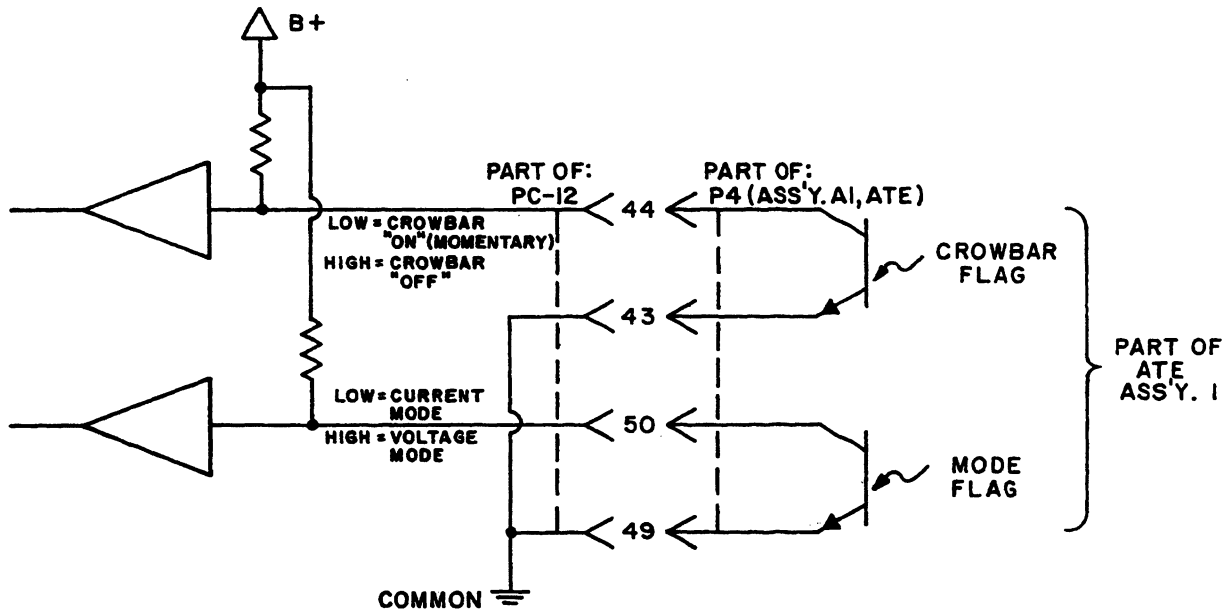 B+
PART OF:
PC-12
PART OF:
P4 (ASS'Y. A1, ATE)
44
LOW = CROWBAR
"ON" (MOMENTARY)
HIGH = CROWBAR
"OFF"
CROWBAR
FLAG
43
PART OF
ATE
ASS'Y. 1
LOW = CURRENT
MODE
50
HIGH = VOLTAGE
MODE
MODE
FLAG
49
COMMON